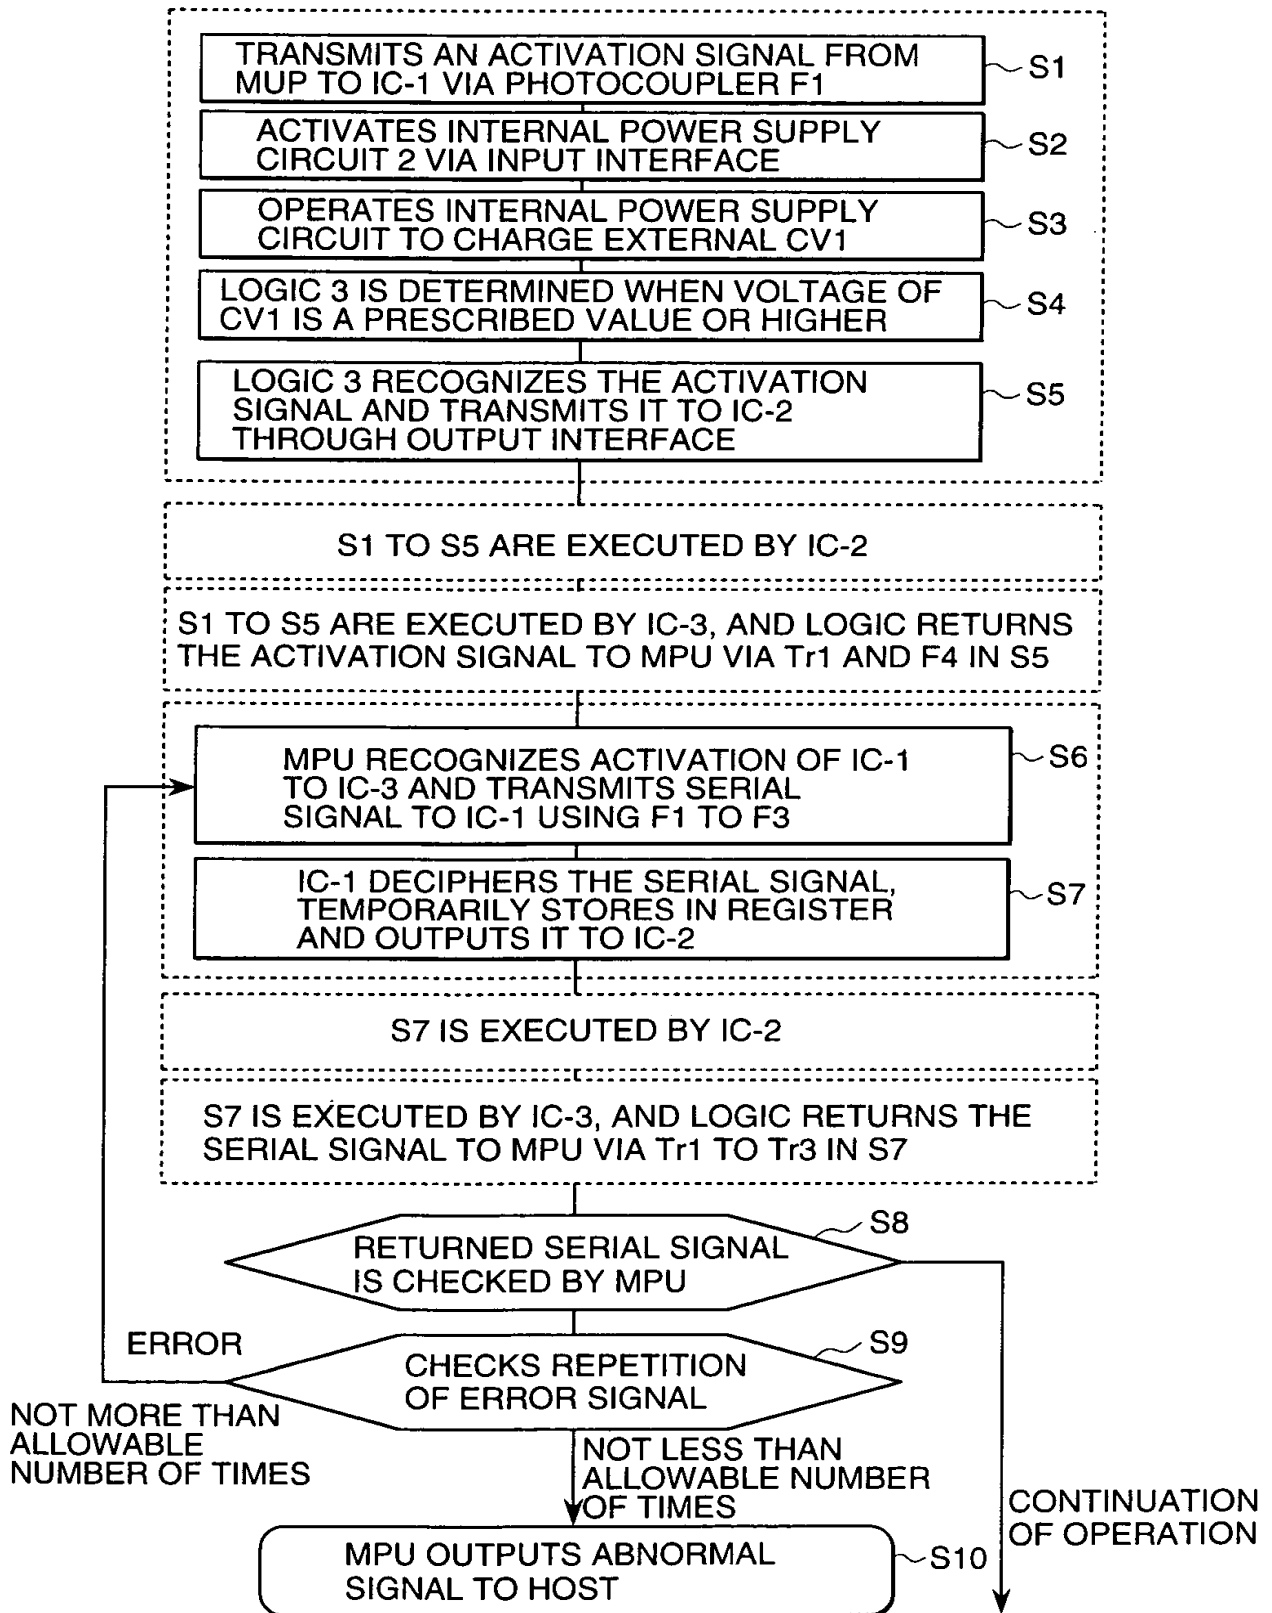 TRANSMITS AN ACTIVATION SIGNAL FROM
MUP TO IC-1 VIA PHOTOCOUPLER F1
S1
ACTIVATES INTERNAL POWER SUPPLY
CIRCUIT 2 VIA INPUT INTERFACE
S2
OPERATES INTERNAL POWER SUPPLY
CIRCUIT TO CHARGE EXTERNAL CV1
S3
LOGIC 3 IS DETERMINED WHEN VOLTAGE OF
CV1 IS A PRESCRIBED VALUE OR HIGHER
S4
LOGIC 3 RECOGNIZES THE ACTIVATION
SIGNAL AND TRANSMITS IT TO IC-2
THROUGH OUTPUT INTERFACE
S5
S1 TO S5 ARE EXECUTED BY IC-2
S1 TO S5 ARE EXECUTED BY IC-3, AND LOGIC RETURNS
THE ACTIVATION SIGNAL TO MPU VIA Tr1 AND F4 IN S5
MPU RECOGNIZES ACTIVATION OF IC-1
TO IC-3 AND TRANSMITS SERIAL
SIGNAL TO IC-1 USING F1 TO F3
S6
IC-1 DECIPHERS THE SERIAL SIGNAL,
TEMPORARILY STORES IN REGISTER
AND OUTPUTS IT TO IC-2
S7
S7 IS EXECUTED BY IC-2
S7 IS EXECUTED BY IC-3, AND LOGIC RETURNS THE
SERIAL SIGNAL TO MPU VIA Tr1 TO Tr3 IN S7
RETURNED SERIAL SIGNAL
IS CHECKED BY MPU
S8
ERROR
CHECKS REPETITION
OF ERROR SIGNAL
S9
NOT MORE THAN
ALLOWABLE
NUMBER OF TIMES
NOT LESS THAN
ALLOWABLE NUMBER
OF TIMES
CONTINUATION
OF OPERATION
MPU OUTPUTS ABNORMAL
SIGNAL TO HOST
S10